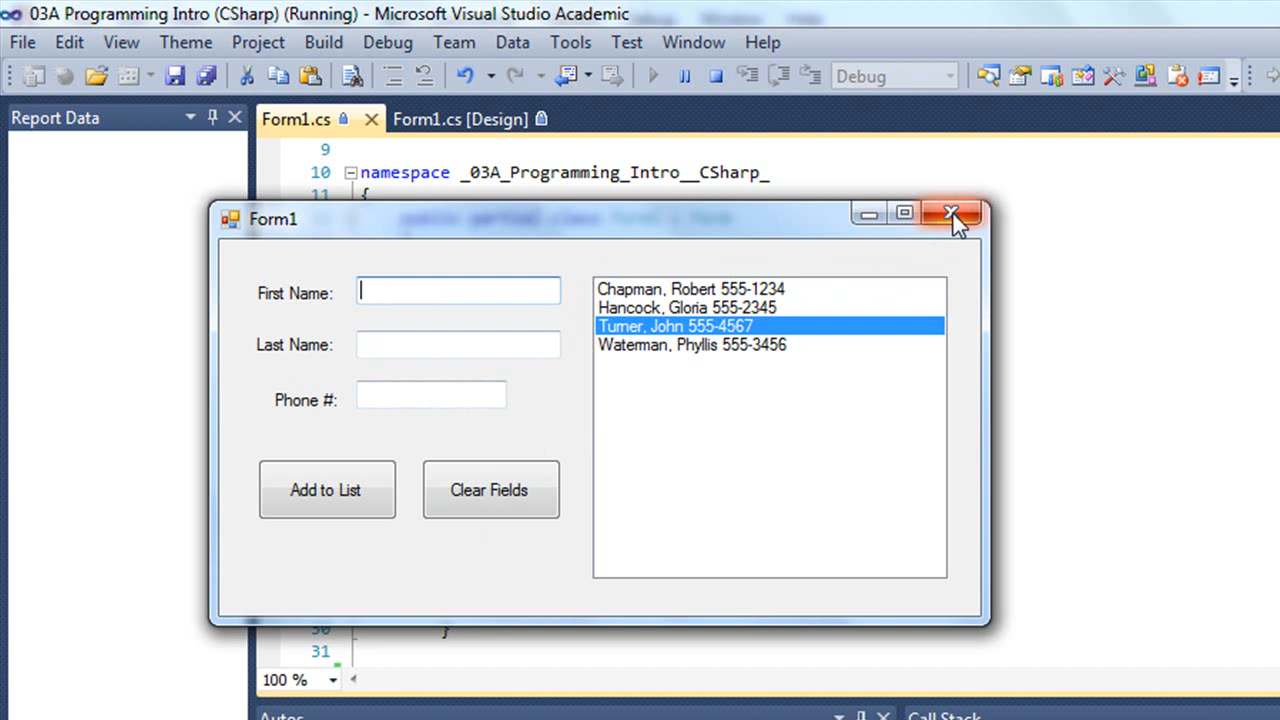 03A Programming Intro (CSharp) (Running) - Microsoft Visual Studio Academic
File Edit View Theme Project Build Debug Team Data Tools Test Window Help
Debug
Report Data
Form1.cs Form1.cs [Design]
9
10 namespace _03A_Programming_Intro__CSharp_
11 {
Form1
First Name:
Last Name:
Phone #:
Add to List Clear Fields
Chapman, Robert 555-1234
Hancock, Gloria 555-2345
Turner, John 555-4567
Waterman, Phyllis 555-3456
30 }
31
100 %
Autos
Call Stack